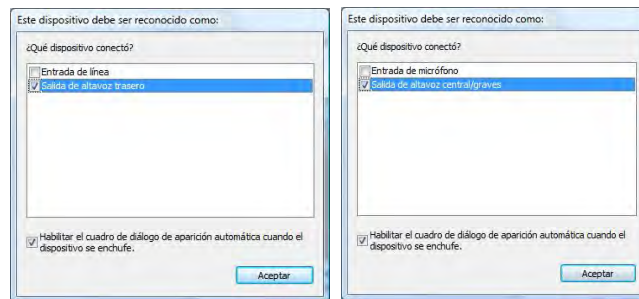 Este dispositivo debe ser reconocido como:
¿Qué dispositivo conectó?
Entrada de línea
Salida de altavoz trasero
Habilitar el cuadro de diálogo de aparición automática cuando el
dispositivo se enchufe.
Aceptar
Este dispositivo debe ser reconocido como:
¿Qué dispositivo conectó?
Entrada de micrófono
Salida de altavoz central/graves
Habilitar el cuadro de diálogo de aparición automática cuando el
dispositivo se enchufe.
Aceptar